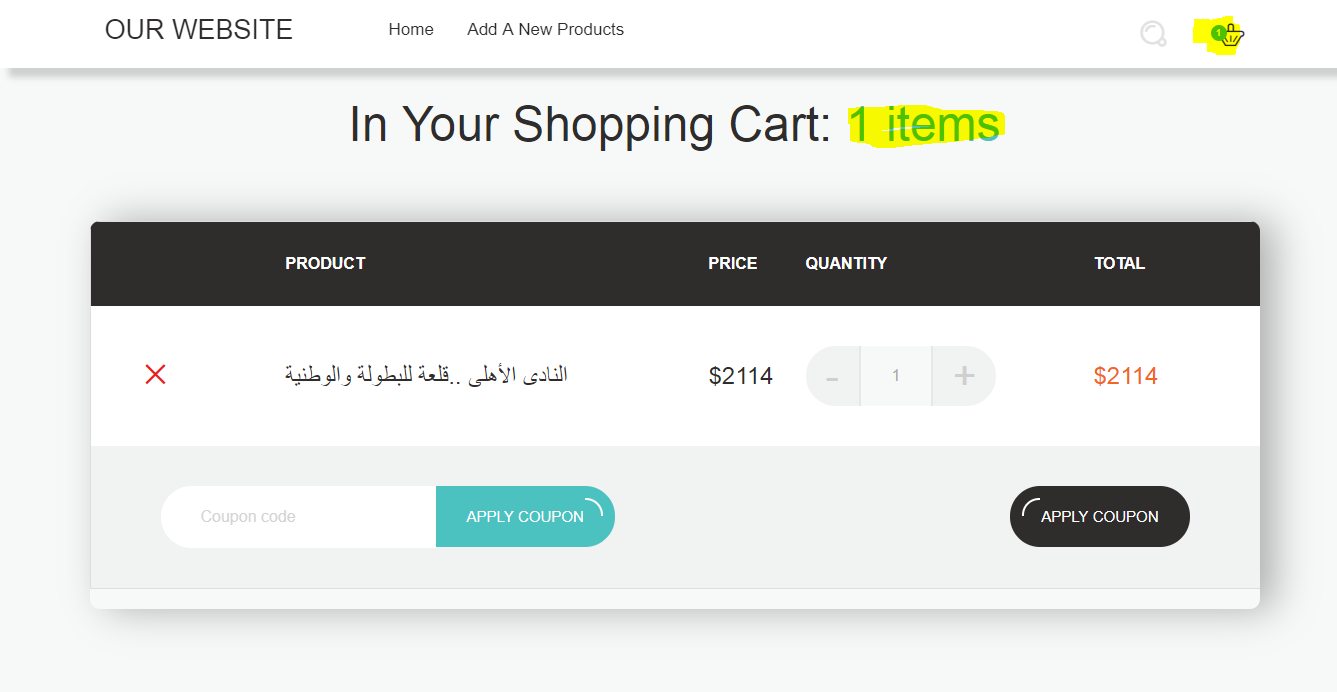 OUR WEBSITE Home Add A New Products 1
In Your Shopping Cart: 1 items
PRODUCT PRICE QUANTITY TOTAL
النادى الأهلى ..قلعة للبطولة والوطنية $2114 - 1 + $2114
Coupon code APPLY COUPON APPLY COUPON